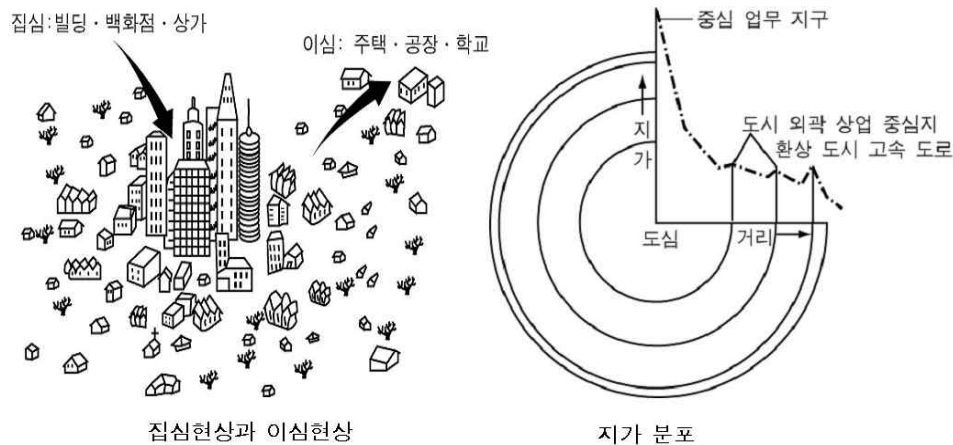 집심:빌딩·백화점·상가
이심: 주택·공장·학교
집심현상과 이심현상
중심 업무 지구
지
가
도시 외곽 상업 중심지
환상 도시 고속 도로
도심
거리
지가 분포